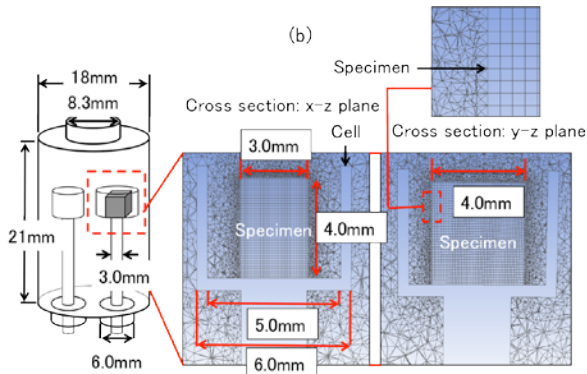 (b)
18mm
8.3mm
21mm
3.0mm
6.0mm
Specimen
Cross section: x-z plane
Cell
Cross section: y-z plane
3.0mm
4.0mm
Specimen
5.0mm
6.0mm
4.0mm
Specimen